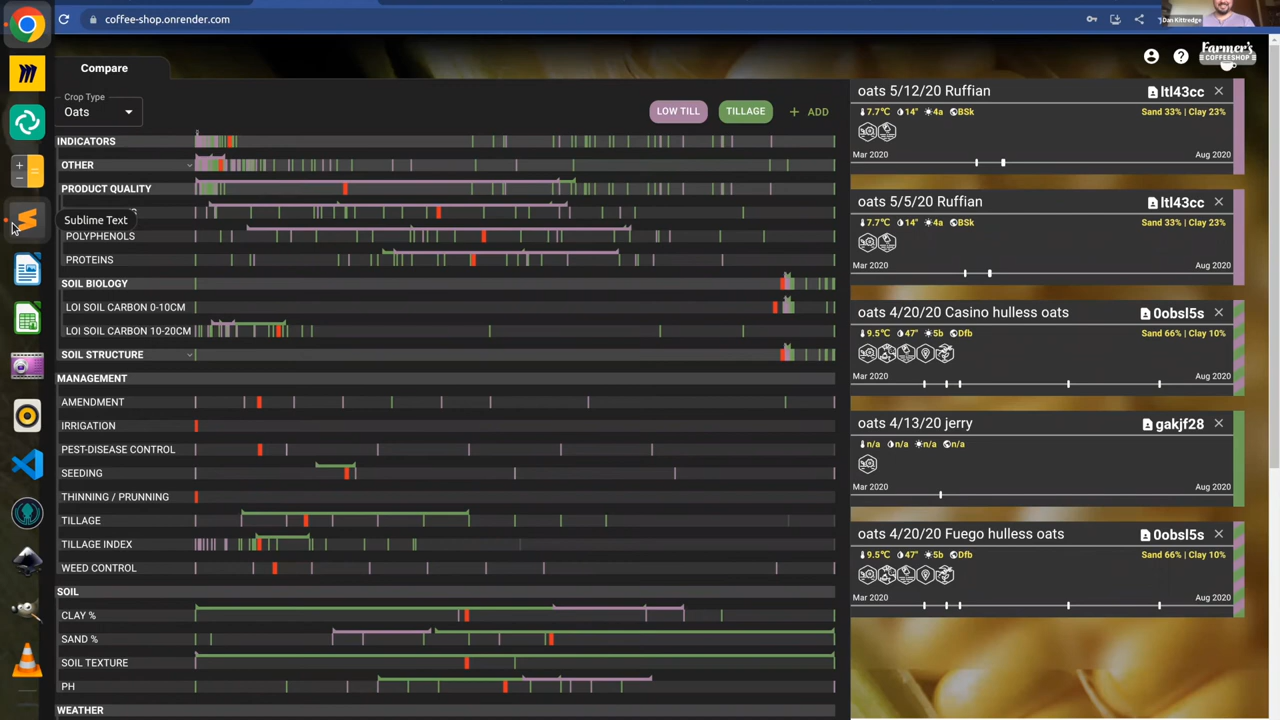 coffee-shop.onrender.com
Dan Kittredge
Compare
Farmer's
COFFEESHOP
Crop Type
Oats
LOW TILL
TILLAGE
+ ADD
INDICATORS
OTHER
PRODUCT QUALITY
Sublime Text
POLYPHENOLS
PROTEINS
SOIL BIOLOGY
LOI SOIL CARBON 0-10CM
LOI SOIL CARBON 10-20CM
SOIL STRUCTURE
MANAGEMENT
AMENDMENT
IRRIGATION
PEST-DISEASE CONTROL
SEEDING
THINNING / PRUNNING
TILLAGE
TILLAGE INDEX
WEED CONTROL
SOIL
CLAY %
SAND %
SOIL TEXTURE
PH
WEATHER
oats 5/12/20 Ruffian
ltl43cc
7.7℃ 14" 4a BSk
Sand 33% | Clay 23%
Mar 2020
Aug 2020
oats 5/5/20 Ruffian
ltl43cc
7.7℃ 14" 4a BSk
Sand 33% | Clay 23%
Mar 2020
Aug 2020
oats 4/20/20 Casino hulless oats
0obsl5s
9.5℃ 47" 5b Dfb
Sand 66% | Clay 10%
Mar 2020
Aug 2020
oats 4/13/20 jerry
gakjf28
n/a n/a n/a n/a
Mar 2020
Aug 2020
oats 4/20/20 Fuego hulless oats
0obsl5s
9.5℃ 47" 5b Dfb
Sand 66% | Clay 10%
Mar 2020
Aug 2020